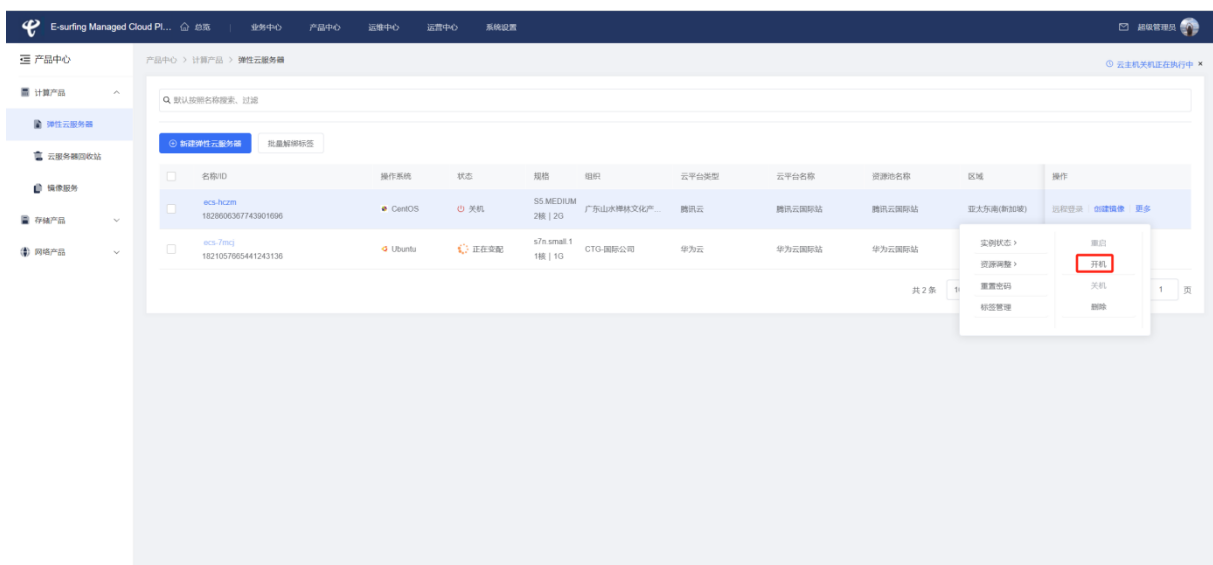 E-surfing Managed Cloud Pl... 总览 业务中心 产品中心 运维中心 运营中心 系统设置 超级管理员
产品中心
产品中心 > 计算产品 > 弹性云服务器
云主机关机正在执行中 ×
计算产品
默认按照名称搜索、过滤
弹性云服务器
新建弹性云服务器 批量解绑标签
云服务器回收站
名称/ID 操作系统 状态 规格 组织 云平台类型 云平台名称 资源池名称 区域 操作
镜像服务
ecs-hczm
1828606367743901696
CentOS 关机
S5.MEDIUM
2核 | 2G
广东山水禅林文化产... 腾讯云 腾讯云国际站 腾讯云国际站 亚太东南(新加坡) 远程登录 创建镜像 更多
存储产品
ecs-7mcj
1821057665441243136
Ubuntu 正在变配
s7n.small.1
1核 | 1G
CTG-国际公司 华为云 华为云国际站 华为云国际站
网络产品
实例状态 > 重启
资源调整 > 开机
重置密码 关机
标签管理 删除
共 2 条 1 页